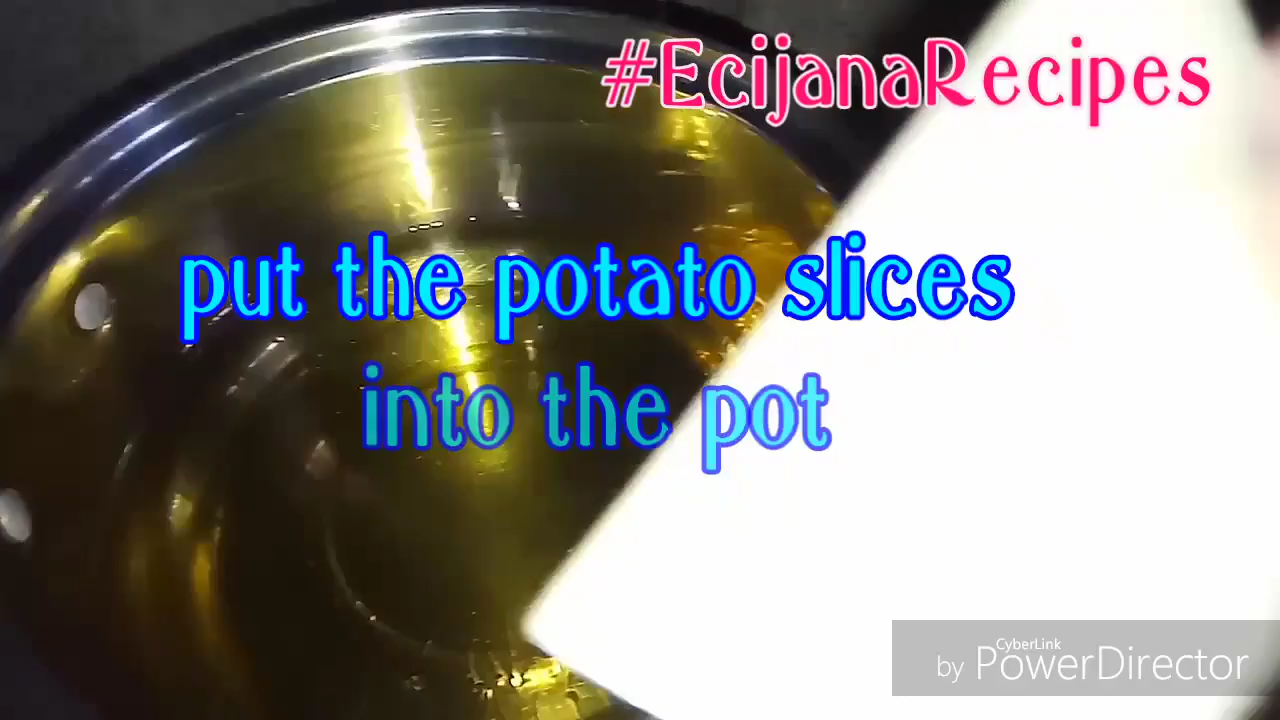 #EcijanaRecipes
put the potato slices
into the pot
CyberLink
by PowerDirector